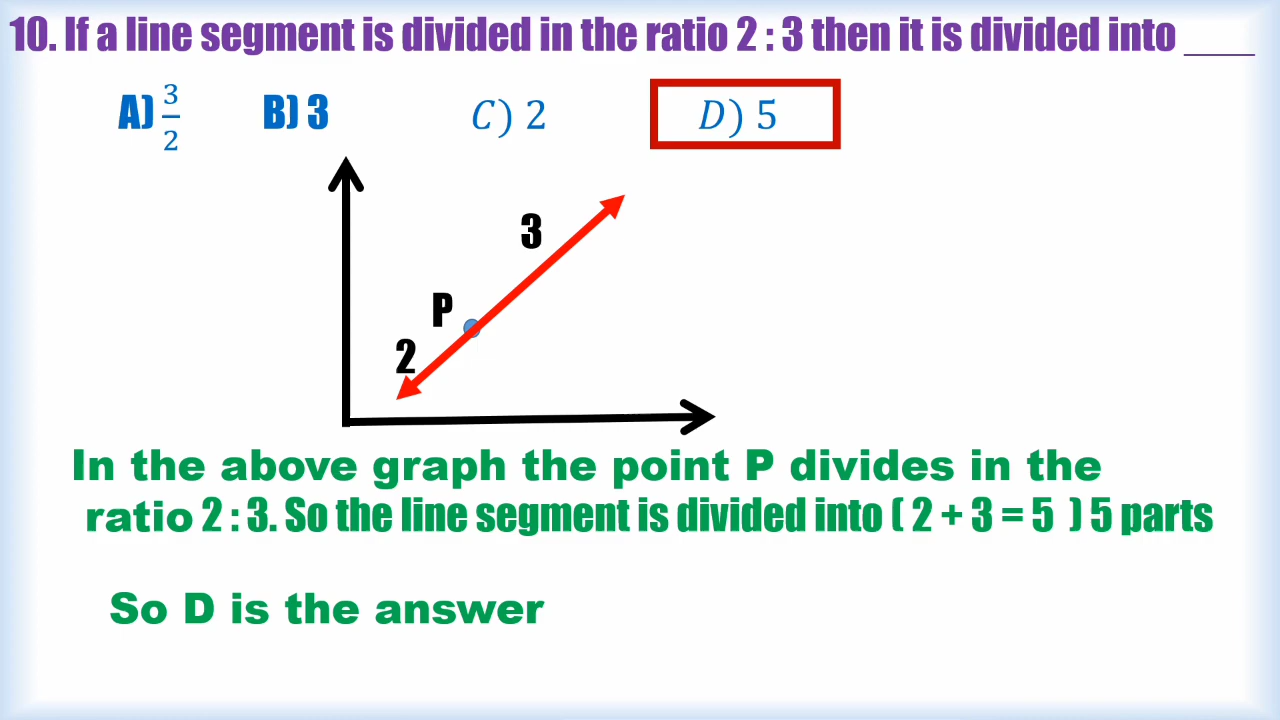 10. If a line segment is divided in the ratio 2 : 3 then it is divided into ____
A) 3/2 B) 3 C) 2 D) 5
3
P
2
In the above graph the point P divides in the
ratio 2 : 3. So the line segment is divided into ( 2 + 3 = 5 ) 5 parts
So D is the answer